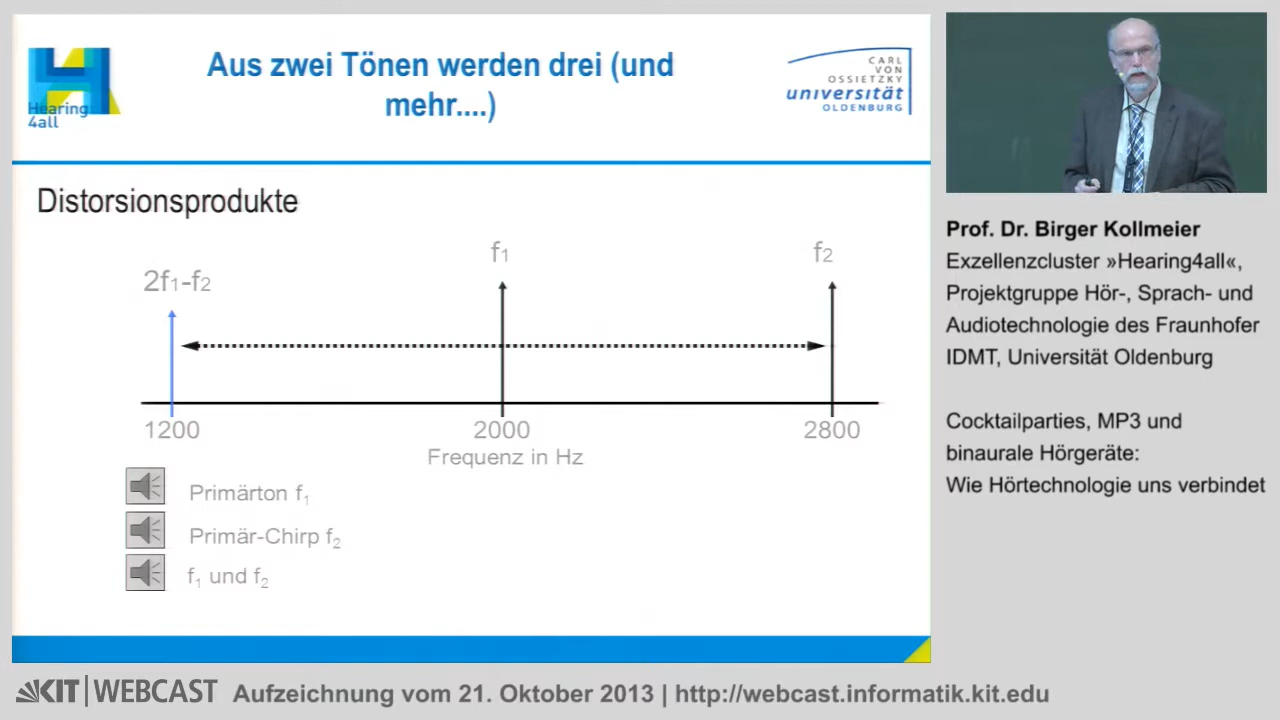 Hearing
4all
Aus zwei Tönen werden drei (und
mehr....)
CARL
VON
OSSIETZKY
universität
OLDENBURG
Distorsionsprodukte
2f1-f2
f1
f2
1200
2000
2800
Frequenz in Hz
Primärton f1
Primär-Chirp f2
f1 und f2
Prof. Dr. Birger Kollmeier
Exzellenzcluster »Hearing4all«,
Projektgruppe Hör-, Sprach- und
Audiotechnologie des Fraunhofer
IDMT, Universität Oldenburg
Cocktailparties, MP3 und
binaurale Hörgeräte:
Wie Hörtechnologie uns verbindet
KIT | WEBCAST Aufzeichnung vom 21. Oktober 2013 | http://webcast.informatik.kit.edu